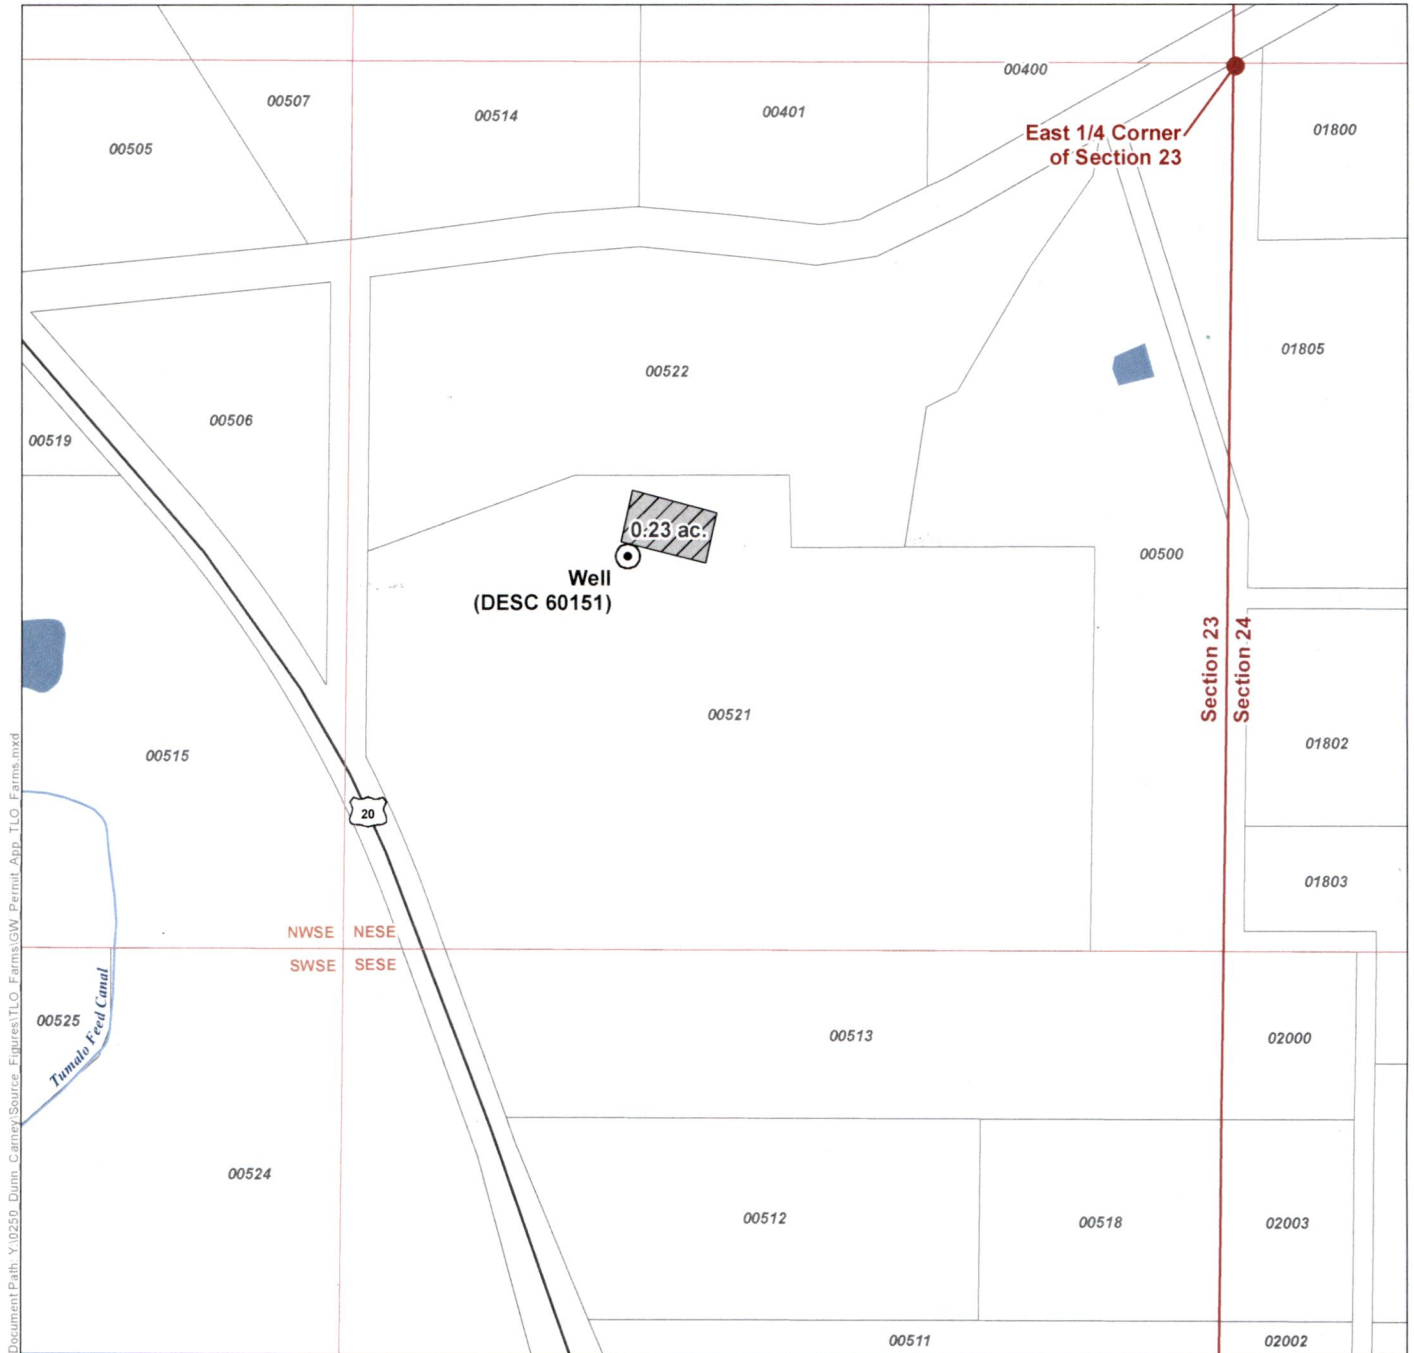 00400
00507
00514
00401
East 1/4 Corner
of Section 23
01800
00505
01805
00522
00506
00519
0.23 ac.
Well
(DESC 60151)
00500
Section 23
Section 24
00521
01802
00515
20
01803
NWSE
NESE
SWSE
SESE
00525
Tumalo Feed Canal
00513
02000
00524
00512
00518
02003
00511
02002
Document Path: Y:\0250_Dunn_Carney\Source_Figures\TLO_Farms\GW_Permit_App_TLO_Farms.mxd